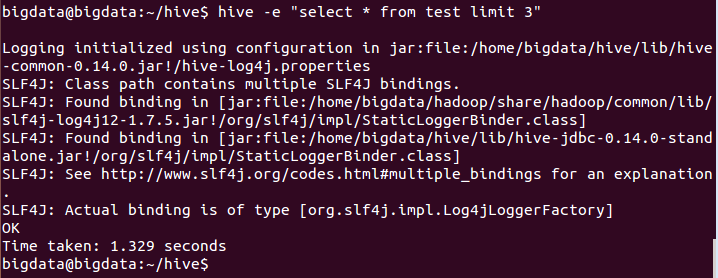 bigdata@bigdata:~/hive$ hive -e "select * from test limit 3"
Logging initialized using configuration in jar:file:/home/bigdata/hive/lib/hive
-common-0.14.0.jar!/hive-log4j.properties
SLF4J: Class path contains multiple SLF4J bindings.
SLF4J: Found binding in [jar:file:/home/bigdata/hadoop/share/hadoop/common/lib/
slf4j-log4j12-1.7.5.jar!/org/slf4j/impl/StaticLoggerBinder.class]
SLF4J: Found binding in [jar:file:/home/bigdata/hive/lib/hive-jdbc-0.14.0-stand
alone.jar!/org/slf4j/impl/StaticLoggerBinder.class]
SLF4J: See http://www.slf4j.org/codes.html#multiple_bindings for an explanation
.
SLF4J: Actual binding is of type [org.slf4j.impl.Log4jLoggerFactory]
OK
Time taken: 1.329 seconds
bigdata@bigdata:~/hive$